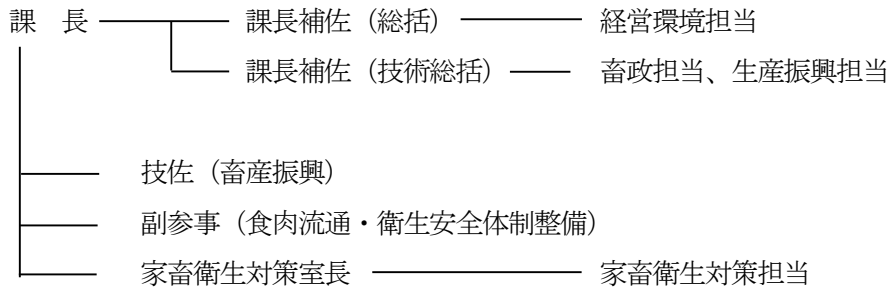 課　長　課長補佐（総括）　経営環境担当
課長補佐（技術総括）　畜政担当、生産振興担当
技佐（畜産振興）
副参事（食肉流通・衛生安全体制整備）
家畜衛生対策室長　家畜衛生対策担当